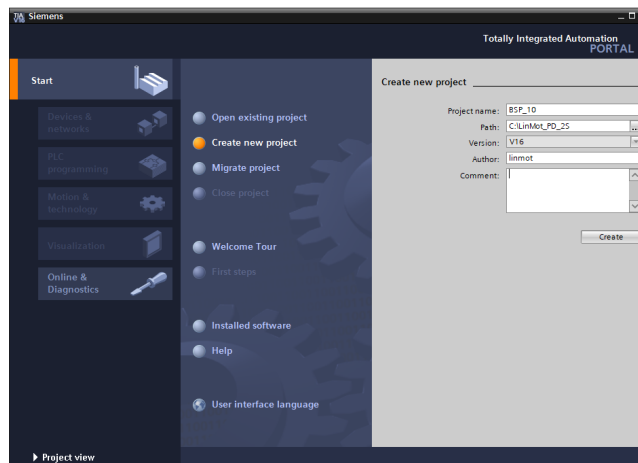 Siemens
Totally Integrated Automation
PORTAL
Start
Devices &
networks
PLC
programming
Motion &
technology
Visualization
Online &
Diagnostics
Project view
Open existing project
Create new project
Migrate project
Close project
Welcome Tour
First steps
Installed software
Help
User interface language
Create new project
Project name: BSP_10
Path: C:\LinMot_PD_2S ...
Version: V16
Author: linmot
Comment:
Create